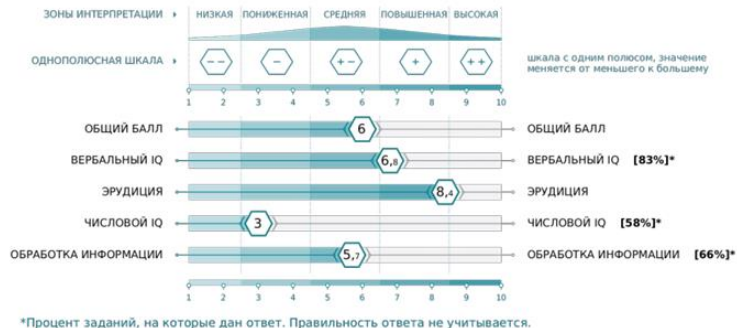 ЗОНЫ ИНТЕРПРЕТАЦИИ НИЗКАЯ ПОНИЖЕННАЯ СРЕДНЯЯ ПОВЫШЕННАЯ ВЫСОКАЯ
ОДНОПОЛЮСНАЯ ШКАЛА -- - +- + ++ шкала с одним полюсом, значение
меняется от меньшего к большему
1 2 3 4 5 6 7 8 9 10
ОБЩИЙ БАЛЛ 6 ОБЩИЙ БАЛЛ
ВЕРБАЛЬНЫЙ IQ 6,8 ВЕРБАЛЬНЫЙ IQ [83%]*
ЭРУДИЦИЯ 8,4 ЭРУДИЦИЯ
ЧИСЛОВОЙ IQ 3 ЧИСЛОВОЙ IQ [58%]*
ОБРАБОТКА ИНФОРМАЦИИ 5,7 ОБРАБОТКА ИНФОРМАЦИИ [66%]*
1 2 3 4 5 6 7 8 9 10
*Процент заданий, на которые дан ответ. Правильность ответа не учитывается.